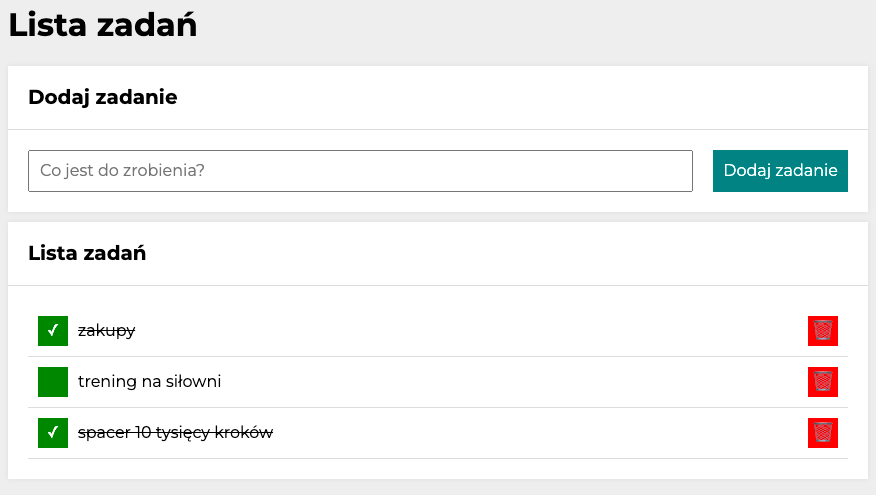 Lista zadań
Dodaj zadanie
Co jest do zrobienia?
Dodaj zadanie
Lista zadań
✓ zakupy
trening na siłowni
✓ spacer 10 tysięcy kroków